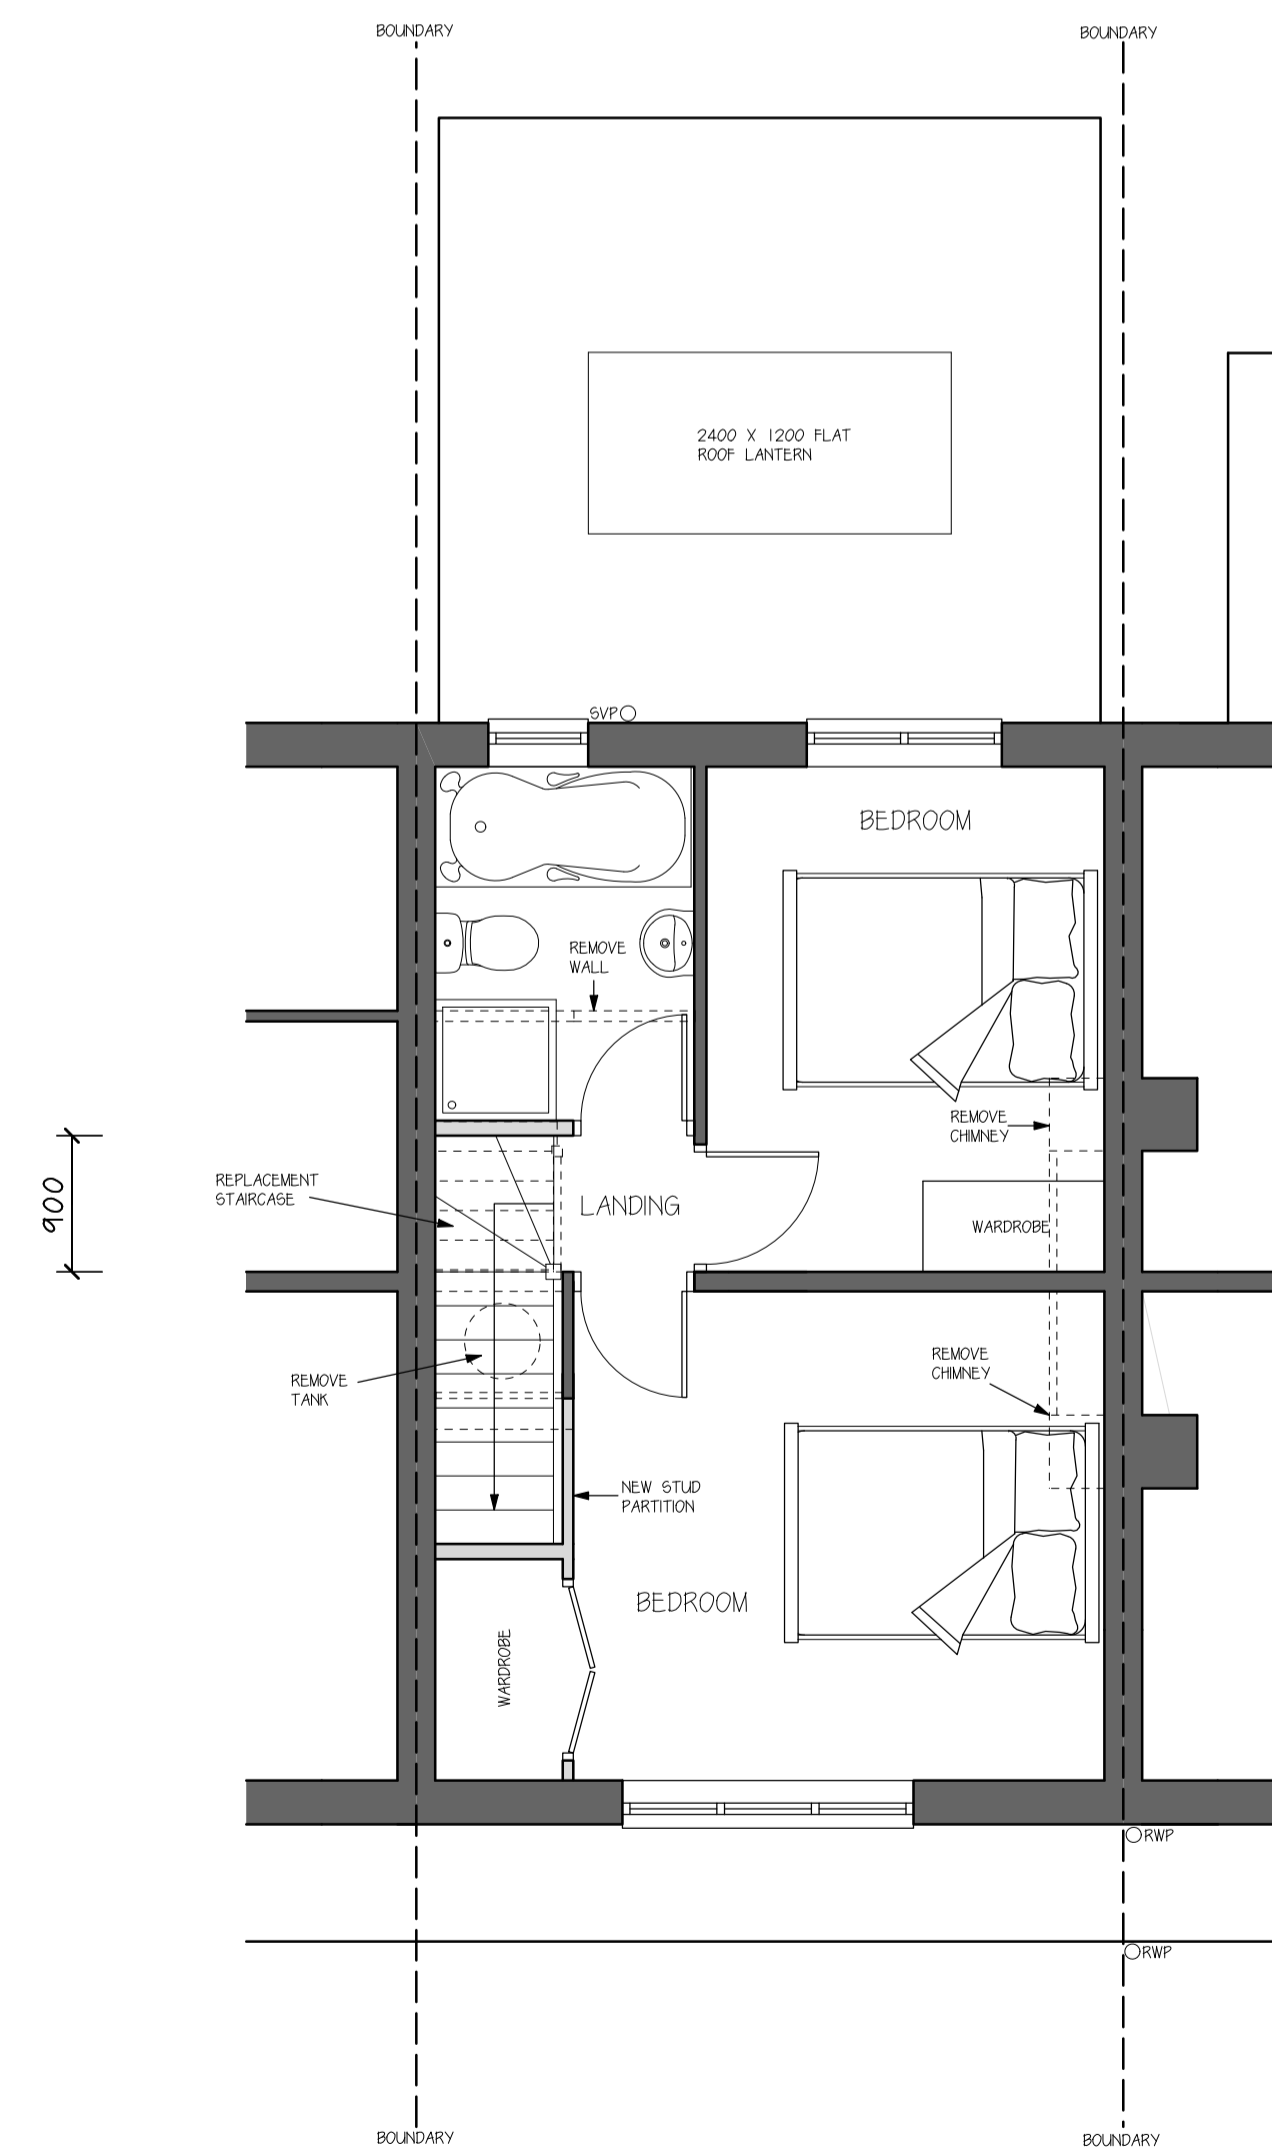 BOUNDARY
BOUNDARY
2400 X 1200 FLAT
ROOF LANTERN
SVP
BEDROOM
REMOVE
WALL
REMOVE
CHIMNEY
900
REPLACEMENT
STAIRCASE
LANDING
WARDROBE
REMOVE
TANK
REMOVE
CHIMNEY
NEW STUD
PARTITION
BEDROOM
WARDROBE
RWP
RWP
BOUNDARY
BOUNDARY